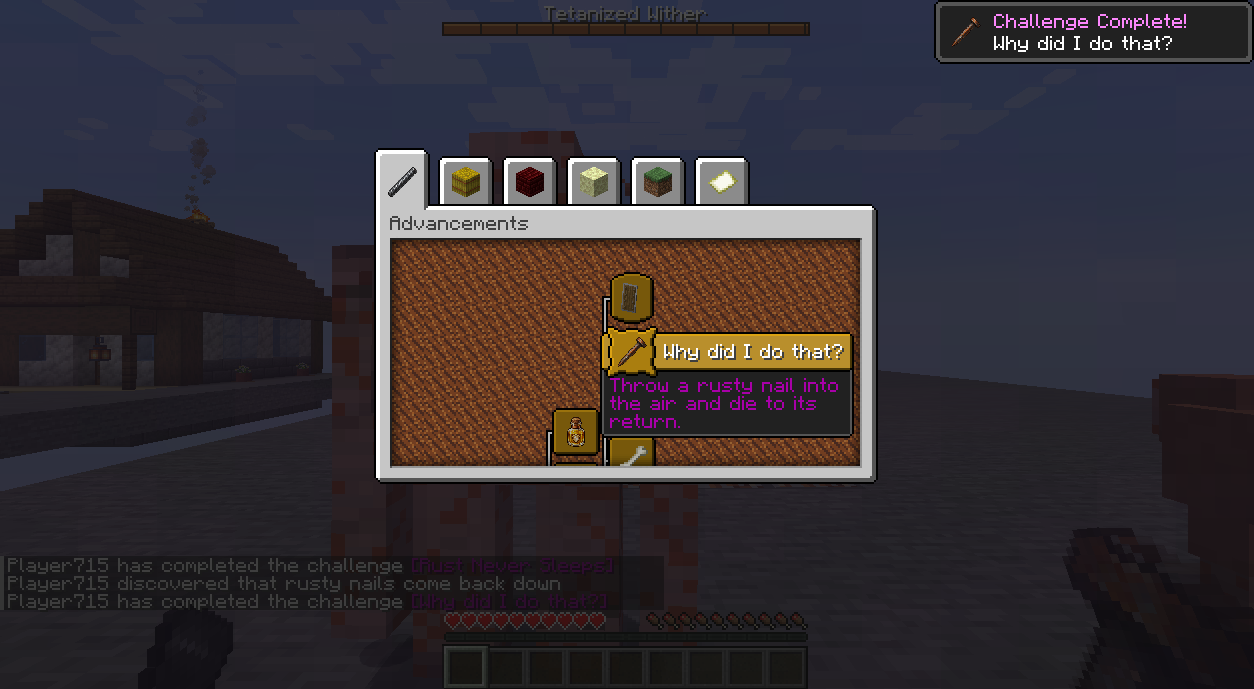 Tetanized Wither
Challenge Complete!
Why did I do that?
Advancements
Why did I do that?
Throw a rusty nail into
the air and die to its
return.
Player715 has completed the challenge [Rust Never Sleeps]
Player715 discovered that rusty nails come back down
Player715 has completed the challenge [Why did I do that?]